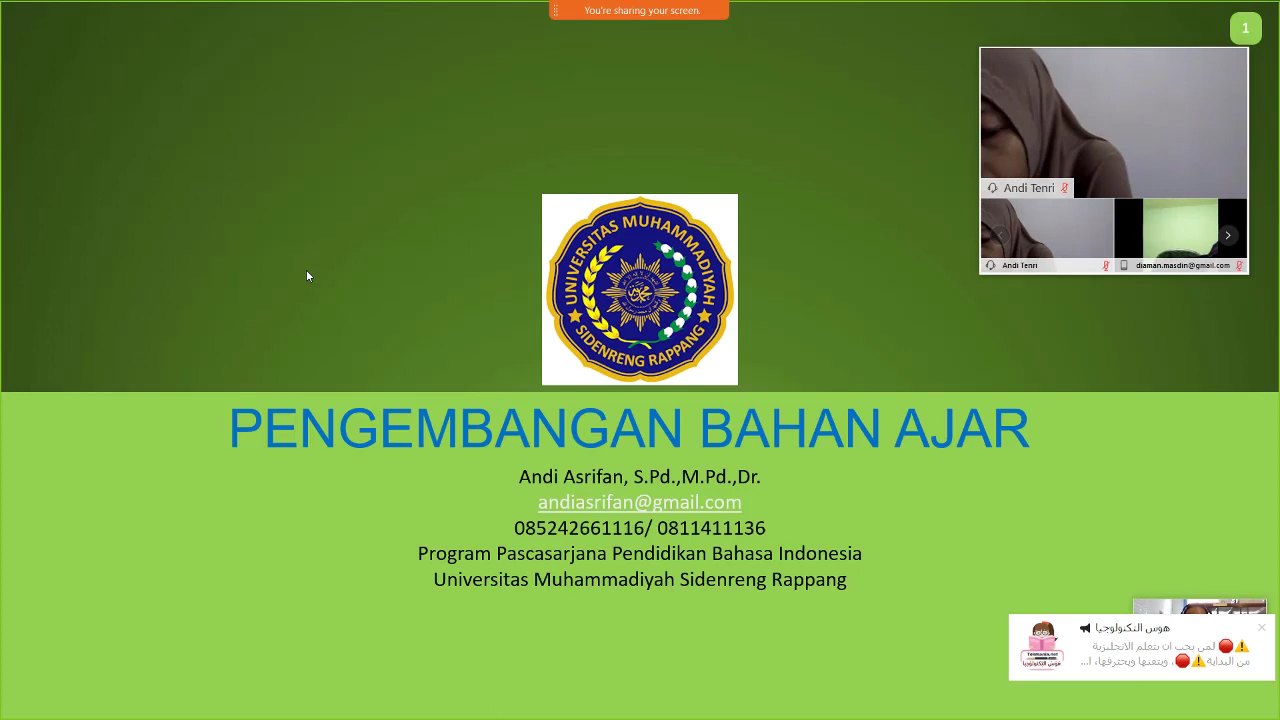 You're sharing your screen.
1
Andi Tenri
Andi Tenri
diaman.masdin@gmail.com
UNIVERSITAS MUHAMMADIYAH
SIDENRENG RAPPANG
PENGEMBANGAN BAHAN AJAR
Andi Asrifan, S.Pd.,M.Pd.,Dr.
andiasrifan@gmail.com
085242661116/ 0811411136
Program Pascasarjana Pendidikan Bahasa Indonesia
Universitas Muhammadiyah Sidenreng Rappang
هوس التكنولوجيا
⚠️🛑 لمن يحب ان يتعلم الانجليزية
من البداية⚠️🛑، ويتقنها ويحترفها، ا...
هوس التكنولوجيا